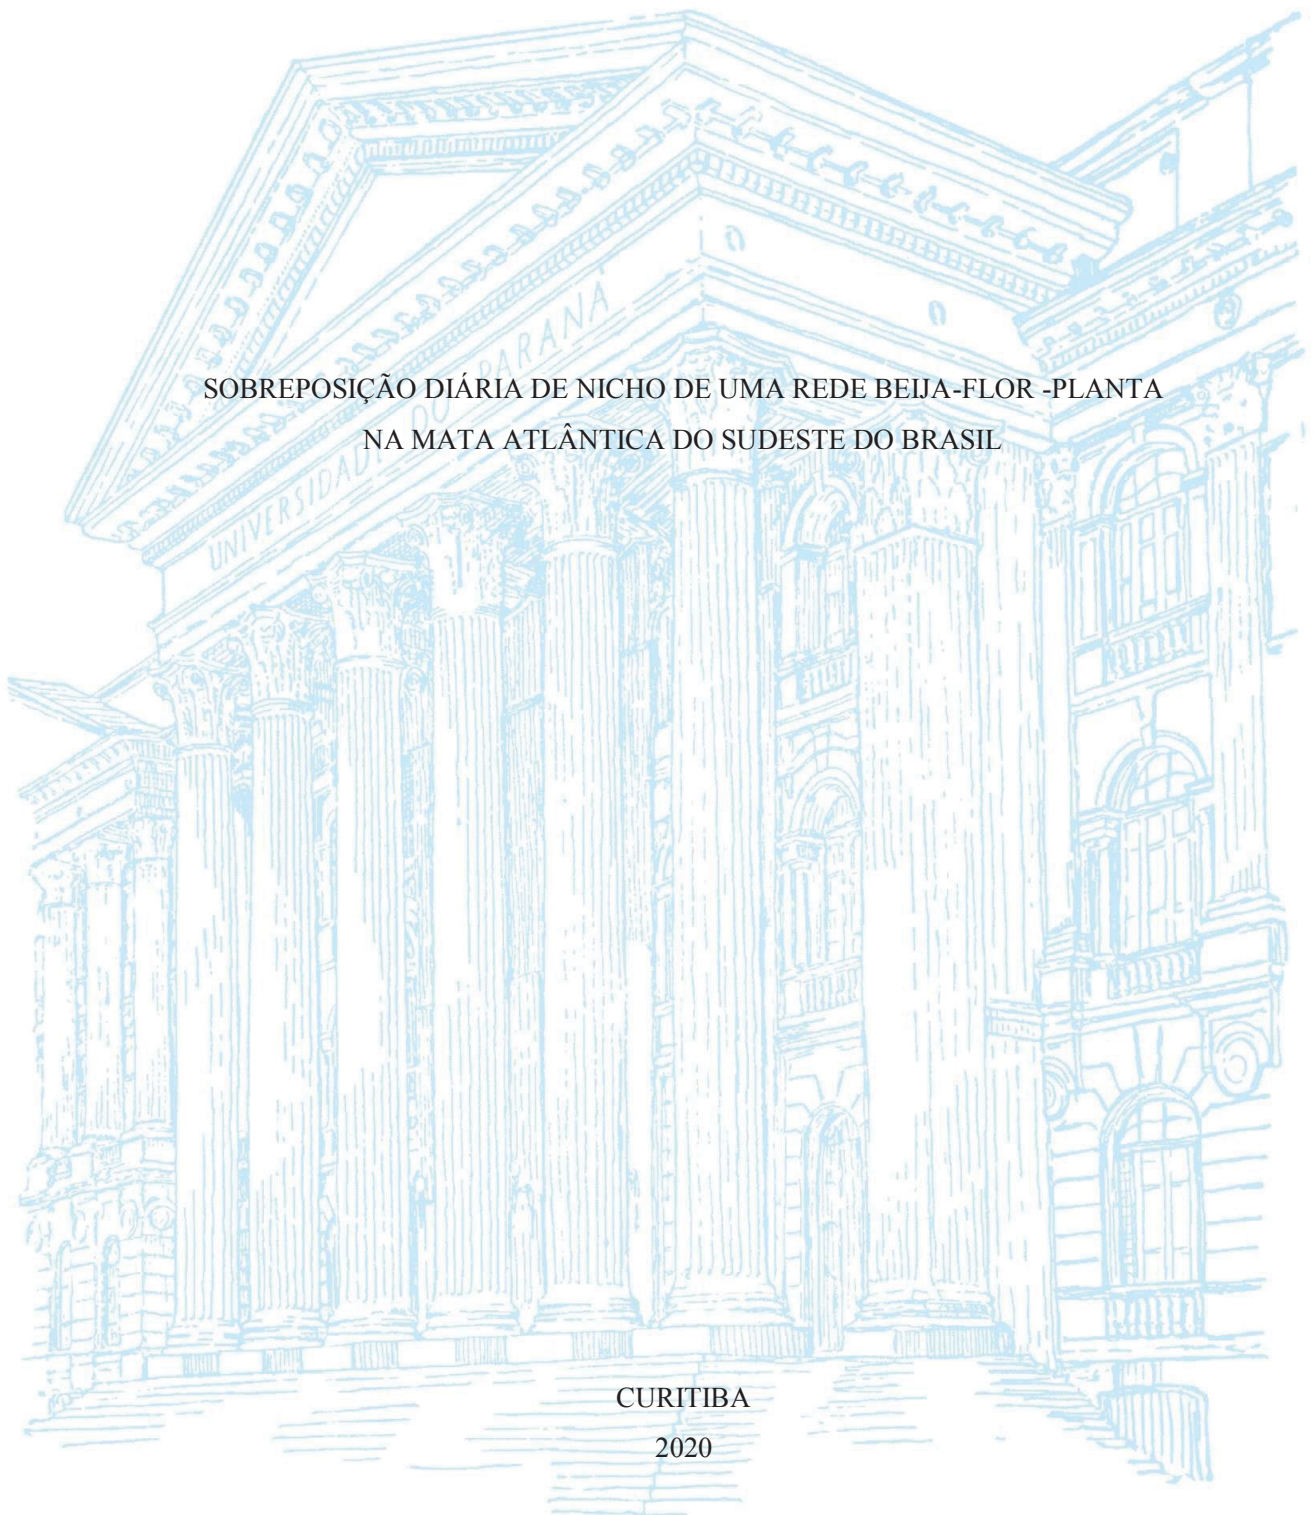 UNIVERSIDADE DO PARANÁ
SOBREPOSIÇÃO DIÁRIA DE NICHO DE UMA REDE BEIJA-FLOR -PLANTA
NA MATA ATLÂNTICA DO SUDESTE DO BRASIL
CURITIBA
2020